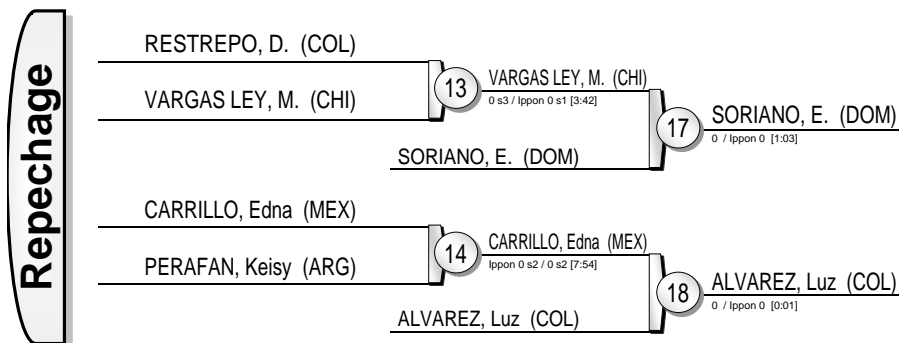 Repechage
RESTREPO, D. (COL)
VARGAS LEY, M. (CHI)
13
VARGAS LEY, M. (CHI)
0 s3 / Ippon 0 s1 [3:42]
SORIANO, E. (DOM)
17
SORIANO, E. (DOM)
0 / Ippon 0 [1:03]
CARRILLO, Edna (MEX)
PERAFAN, Keisy (ARG)
14
CARRILLO, Edna (MEX)
Ippon 0 s2 / 0 s2 [7:54]
ALVAREZ, Luz (COL)
18
ALVAREZ, Luz (COL)
0 / Ippon 0 [0:01]